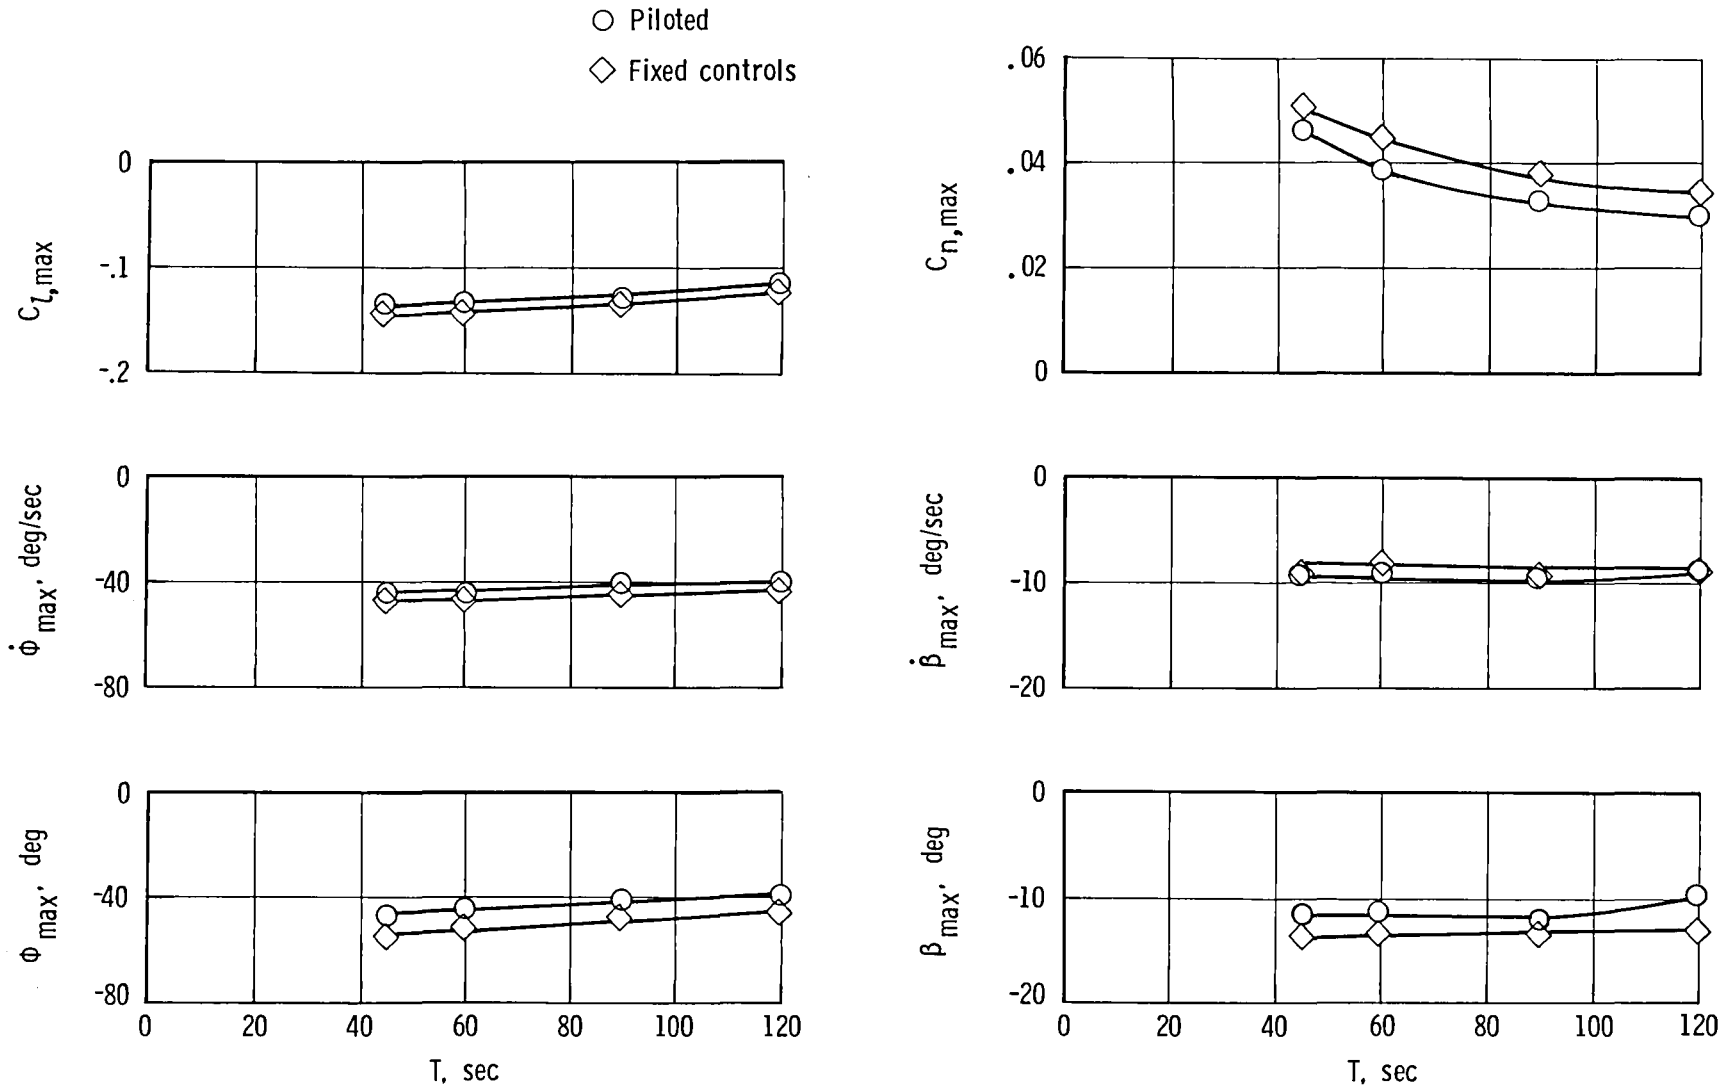 Piloted
Fixed controls
0
-.1
-.2
C_l,max
.06
.04
.02
0
C_n,max
0
-40
-80
φ̇_max, deg/sec
0
-10
-20
β̇_max, deg/sec
0
-40
-80
φ_max, deg
0 20 40 60 80 100 120
T, sec
0
-10
-20
β_max, deg
0 20 40 60 80 100 120
T, sec